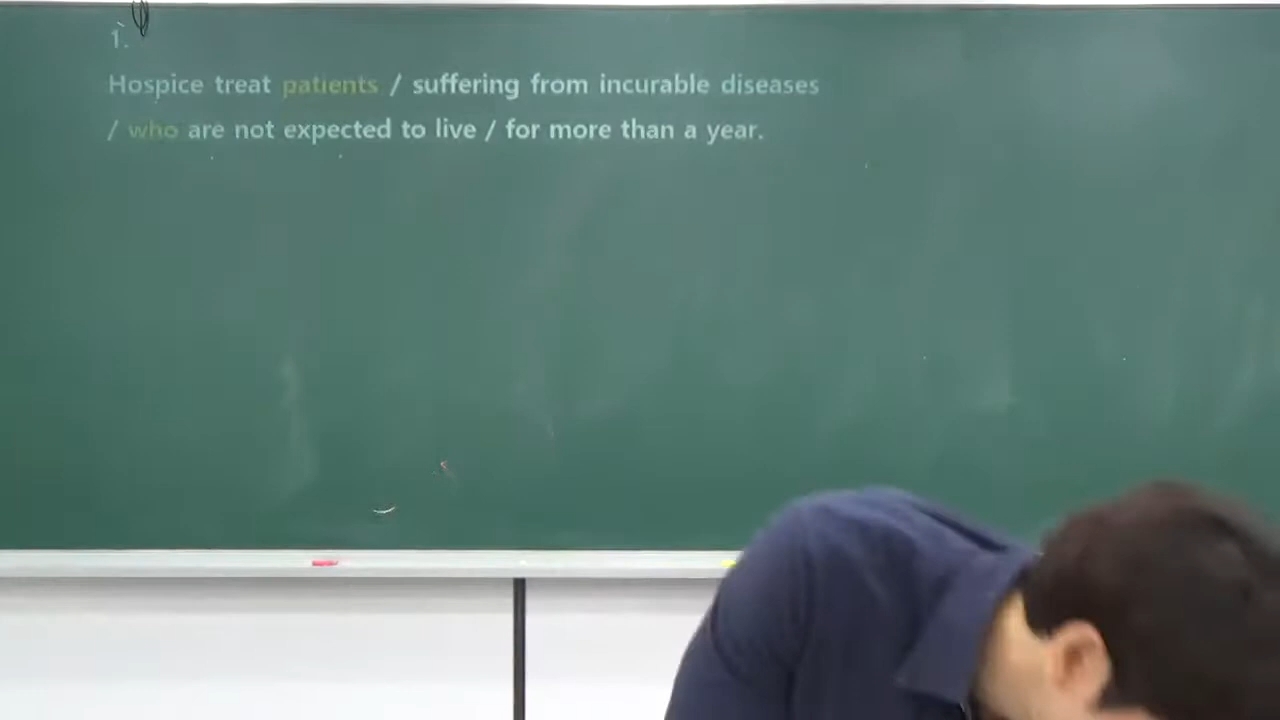 1.
Hospice treat patients / suffering from incurable diseases
/ who are not expected to live / for more than a year.